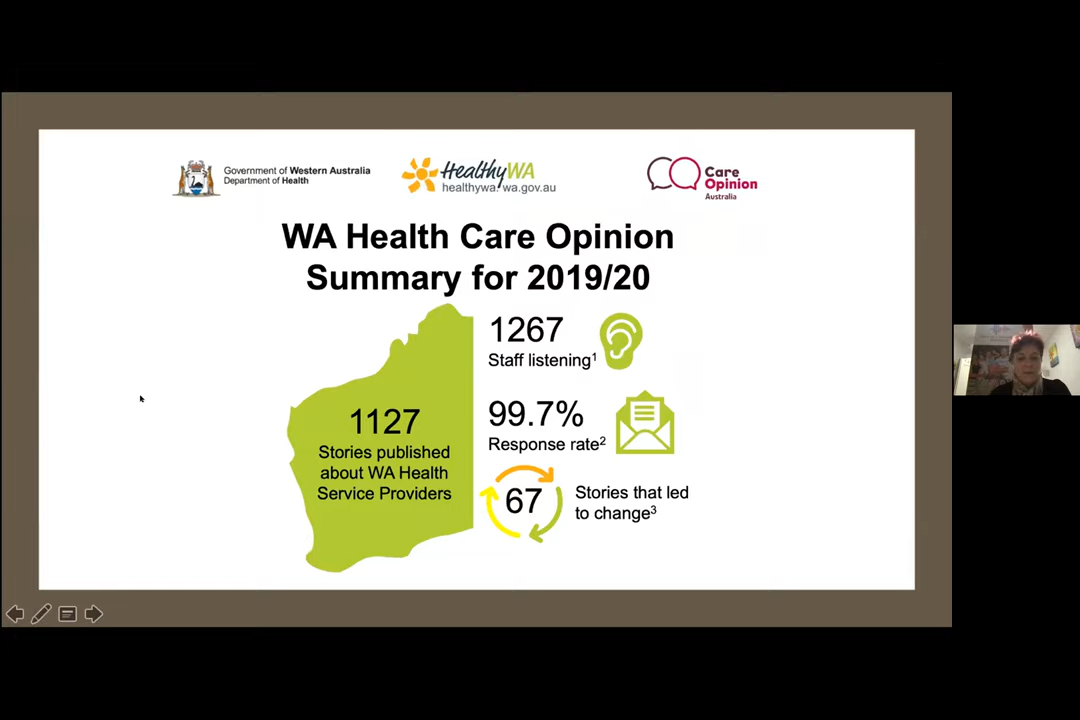 Government of Western Australia
Department of Health
HealthyWA
healthywa.wa.gov.au
Care
Opinion
Australia
WA Health Care Opinion
Summary for 2019/20
1127
Stories published
about WA Health
Service Providers
1267
Staff listening¹
99.7%
Response rate²
67
Stories that led
to change³